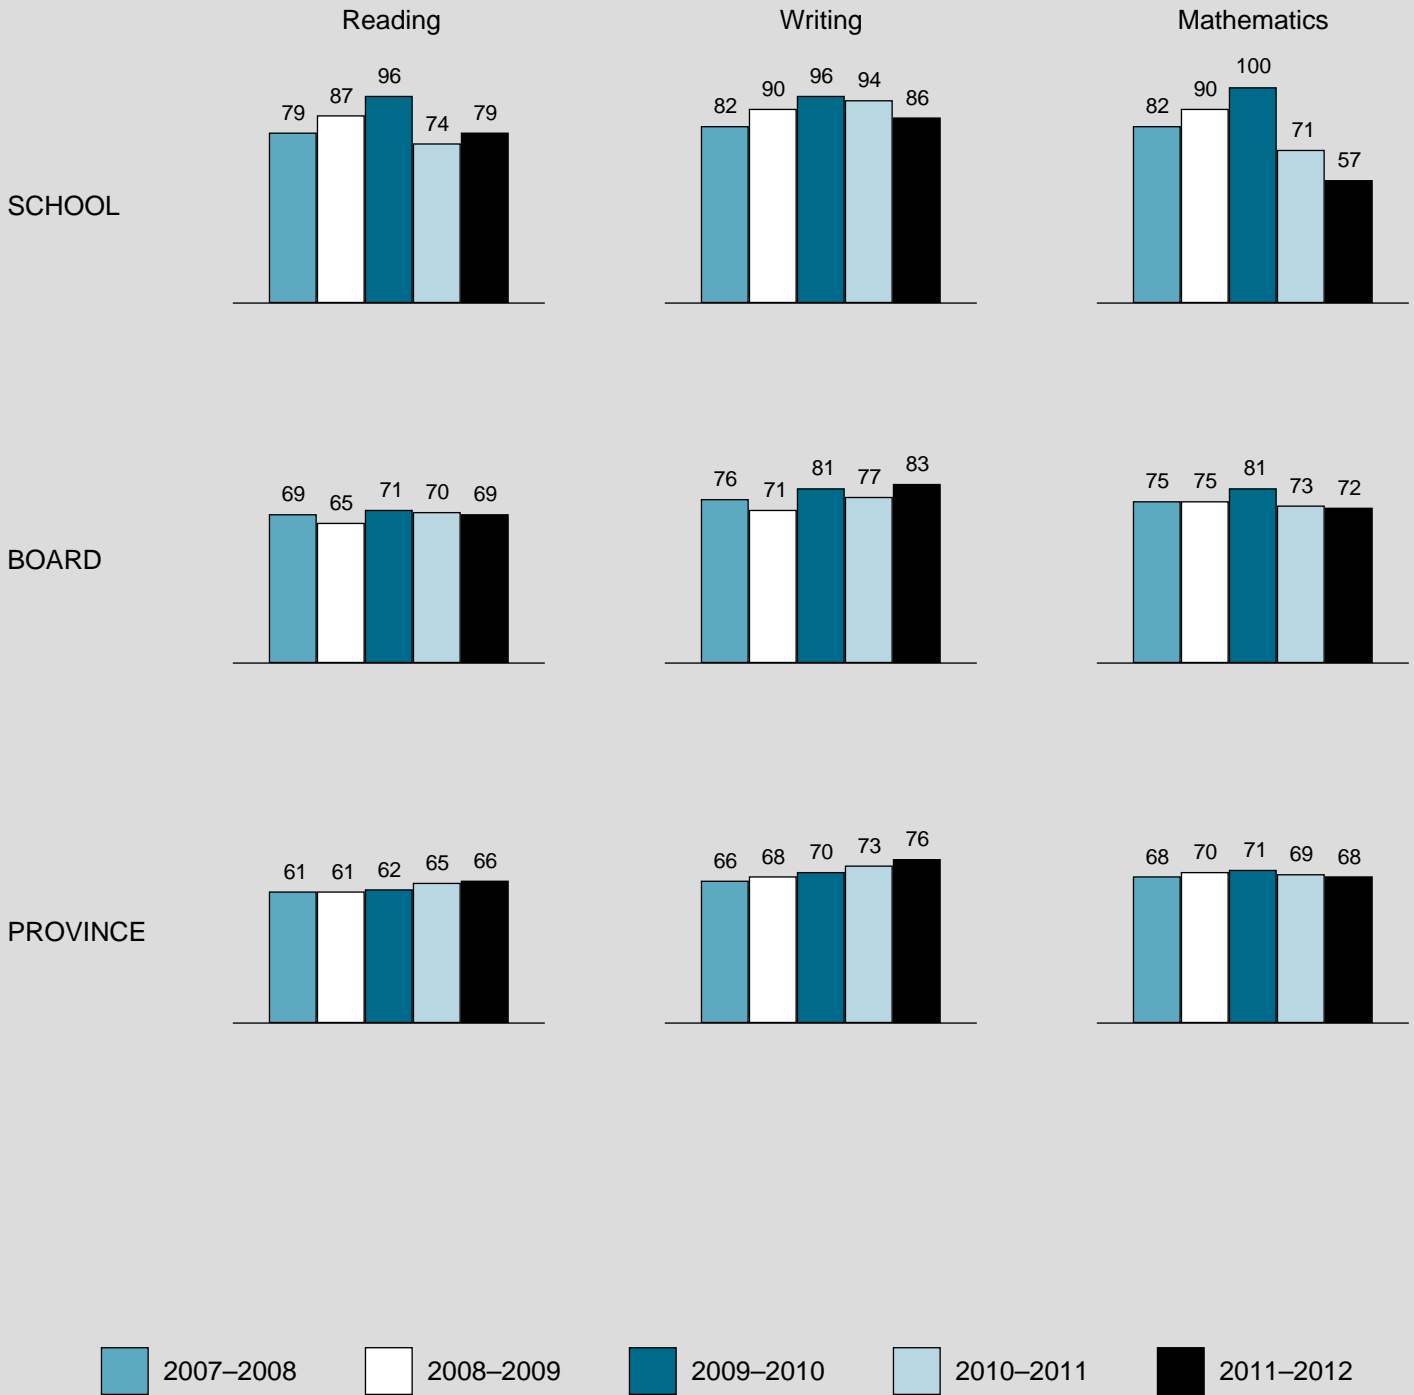 Reading Writing Mathematics
SCHOOL
79 87 96 74 79
82 90 96 94 86
82 90 100 71 57
BOARD
69 65 71 70 69
76 71 81 77 83
75 75 81 73 72
PROVINCE
61 61 62 65 66
66 68 70 73 76
68 70 71 69 68
2007–2008 2008–2009 2009–2010 2010–2011 2011–2012